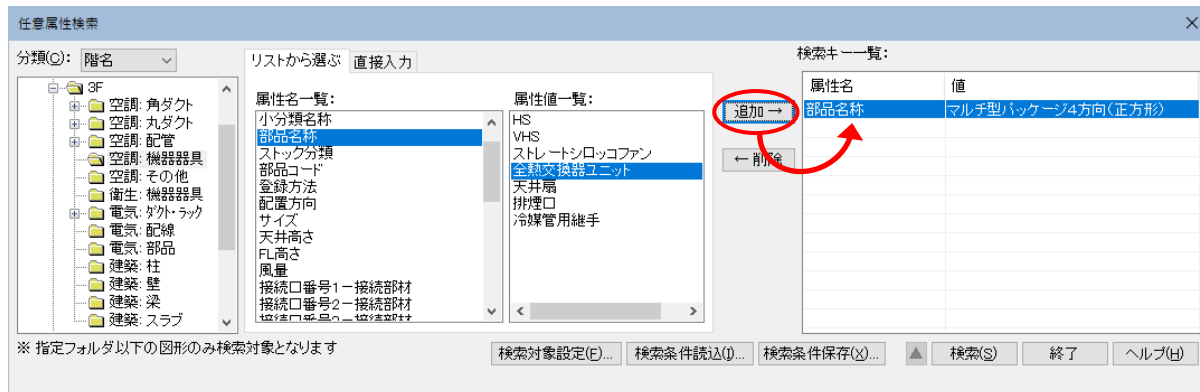 任意属性検索
分類(C): 階名
3F
空調: 角ダクト
空調: 丸ダクト
空調: 配管
空調: 機器器具
空調: その他
衛生: 機器器具
電気: ダクト・ラック
電気: 配線
電気: 部品
建築: 柱
建築: 壁
建築: 梁
建築: スラブ
リストから選ぶ 直接入力
属性名一覧:
小分類名称
部品名称
ストック分類
部品コード
登録方法
配置方向
サイズ
天井高さ
FL高さ
風量
接続口番号1-接続部材
接続口番号2-接続部材
属性値一覧:
HS
VHS
ストレートシロッコファン
全熱交換器ユニット
天井扇
排煙口
冷媒管用継手
追加→
←削除
検索キー一覧:
属性名 値
部品名称 マルチ型パッケージ4方向(正方形)
※ 指定フォルダ以下の図形のみ検索対象となります
検索対象設定(F)... 検索条件読込(I)... 検索条件保存(X)... ▲ 検索(S) 終了 ヘルプ(H)